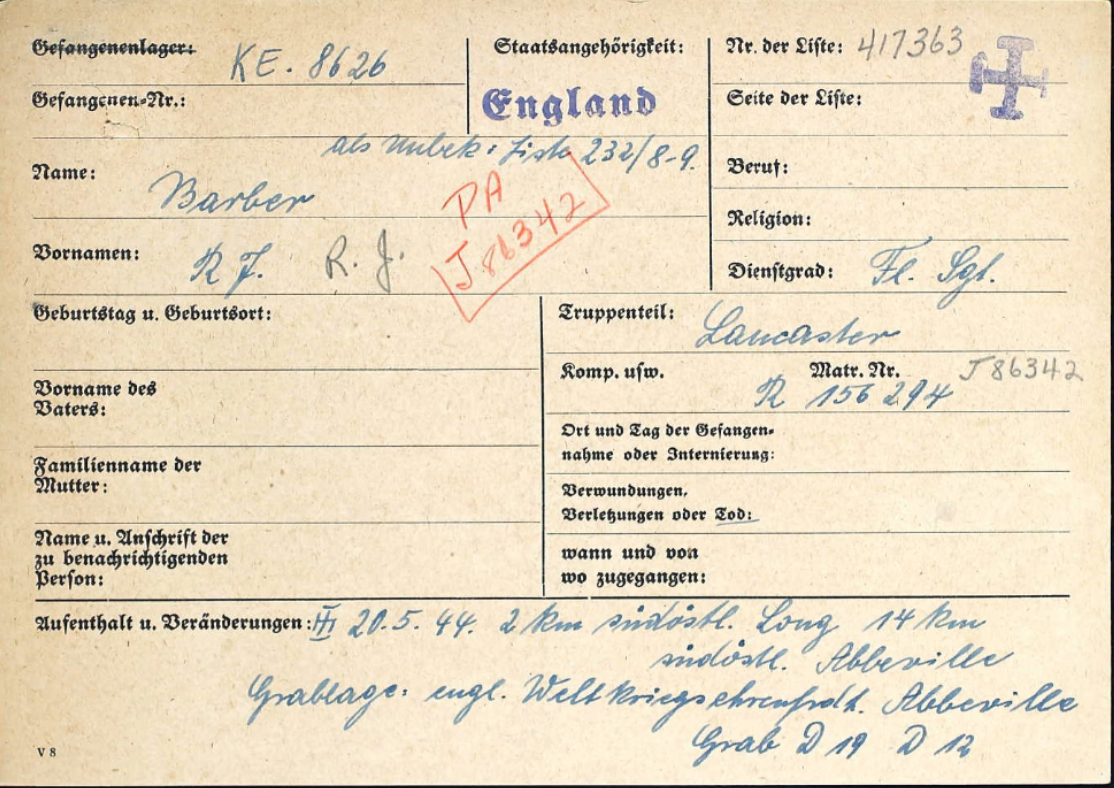 Gefangenenlager: KE. 8626
Staatsangehörigkeit:
England
Nr. der Liste: 417363
Gefangenen-Nr.:
Seite der Liste:
als Unbek. Liste 232/8-9.
Name: Barber
PA
J 86342
Beruf:
Religion:
Vornamen: R J. R. J.
Dienstgrad: Fl. Sgt.
Geburtstag u. Geburtsort:
Truppenteil: Lancaster
Komp. usw. Matr. Nr. J 86342
R 156 294
Vorname des
Vaters:
Ort und Tag der Gefangen-
nahme oder Internierung:
Familienname der
Mutter:
Verwundungen,
Verletzungen oder Tod:
Name u. Anschrift der
zu benachrichtigenden
Person:
wann und von
wo zugegangen:
Aufenthalt u. Veränderungen: 20.5.44. 2 km südöstl. Long 14 km
südöstl. Abbeville
Grablage: engl. Weltkriegsehrenfrdh. Abbeville
Grab D 19 D 12
V 8